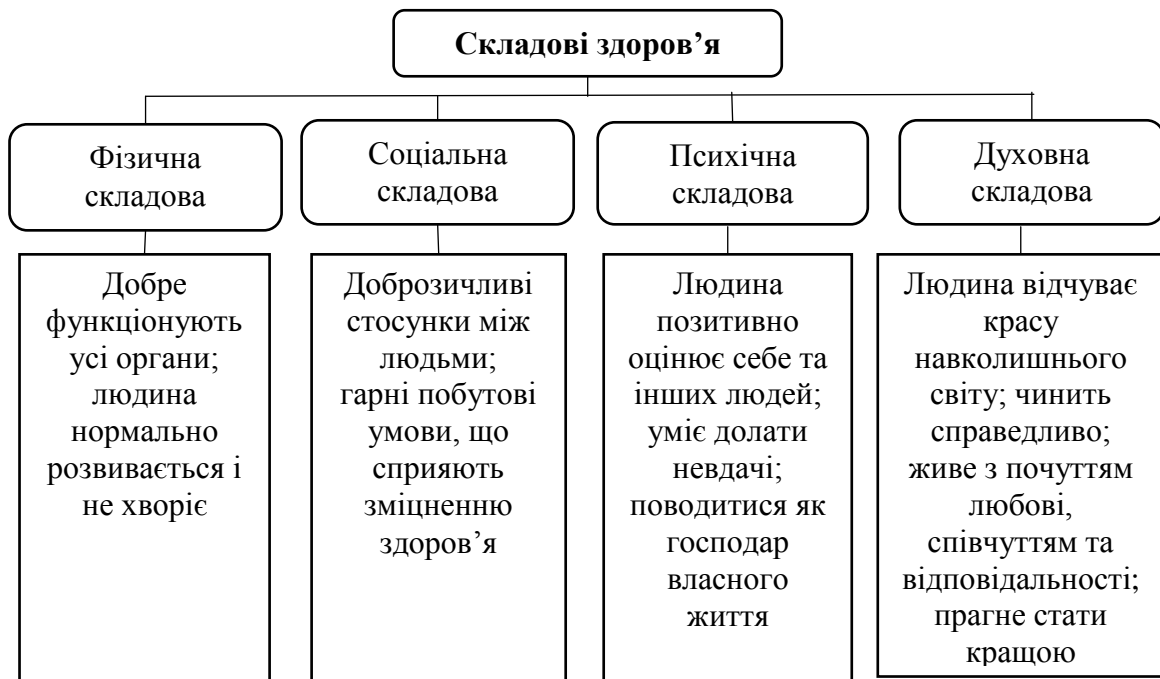 Складові здоров’я
Фізична
складова
Соціальна
складова
Психічна
складова
Духовна
складова
Добре
функціонують
усі органи;
людина
нормально
розвивається і
не хворіє
Доброзичливі
стосунки між
людьми;
гарні побутові
умови, що
сприяють
зміцненню
здоров’я
Людина
позитивно
оцінює себе та
інших людей;
уміє долати
невдачі;
поводитися як
господар
власного
життя
Людина відчуває
красу
навколишнього
світу; чинить
справедливо;
живе з почуттям
любові,
співчуттям та
відповідальності;
прагне стати
кращою